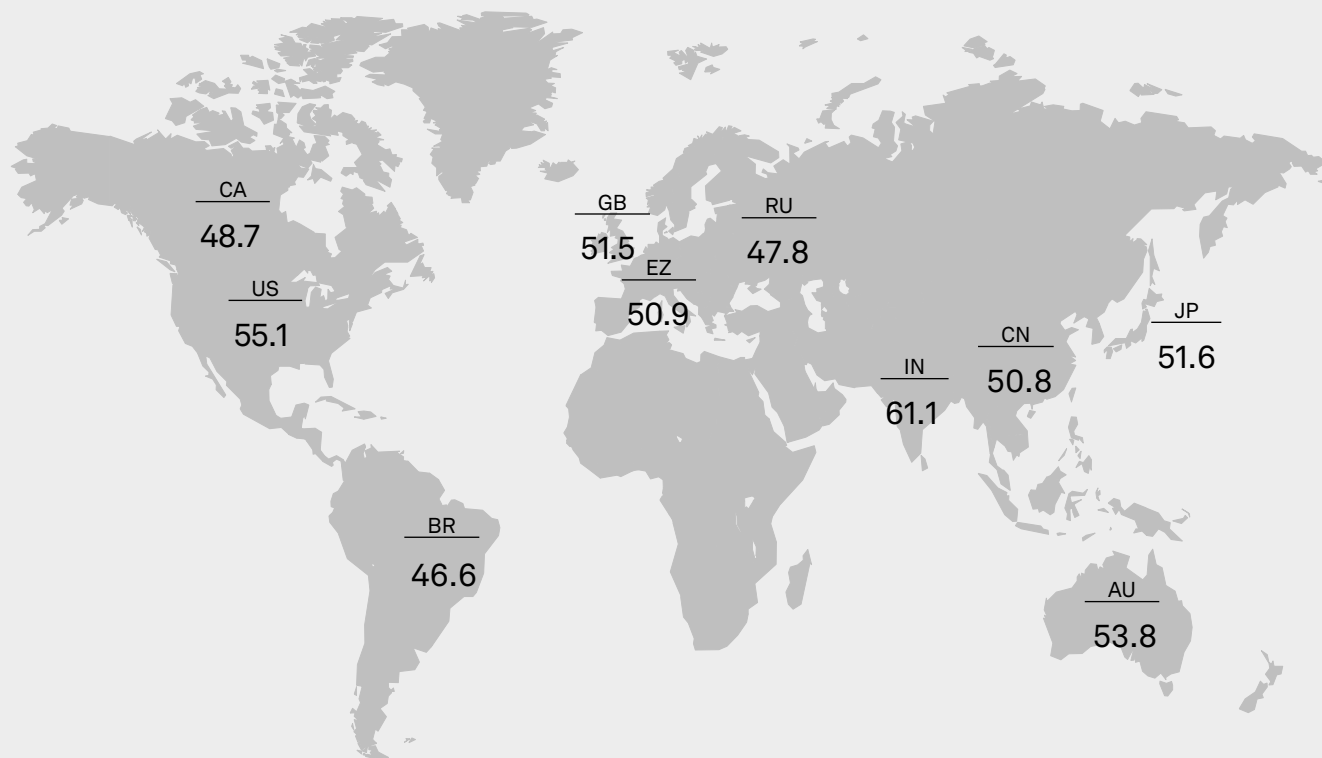 CA
48.7
GB
51.5
RU
47.8
EZ
50.9
US
55.1
JP
51.6
CN
50.8
IN
61.1
BR
46.6
AU
53.8